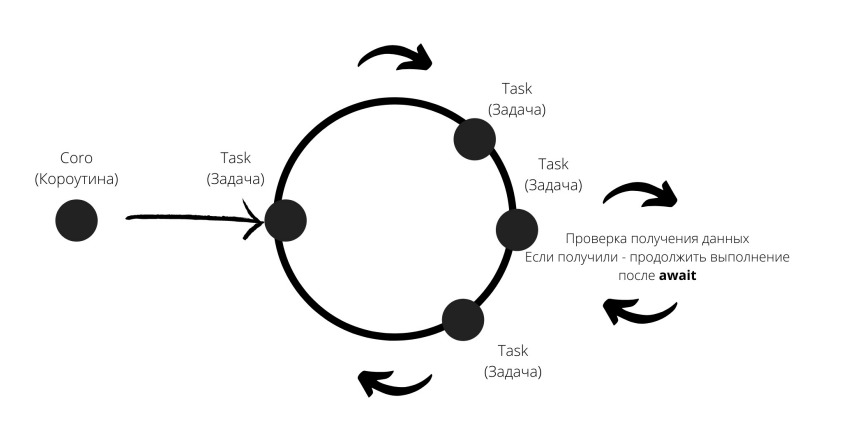 Coro
(Короутина)
Task
(Задача)
Task
(Задача)
Task
(Задача)
Проверка получения данных
Если получили - продолжить выполнение
после await
Task
(Задача)